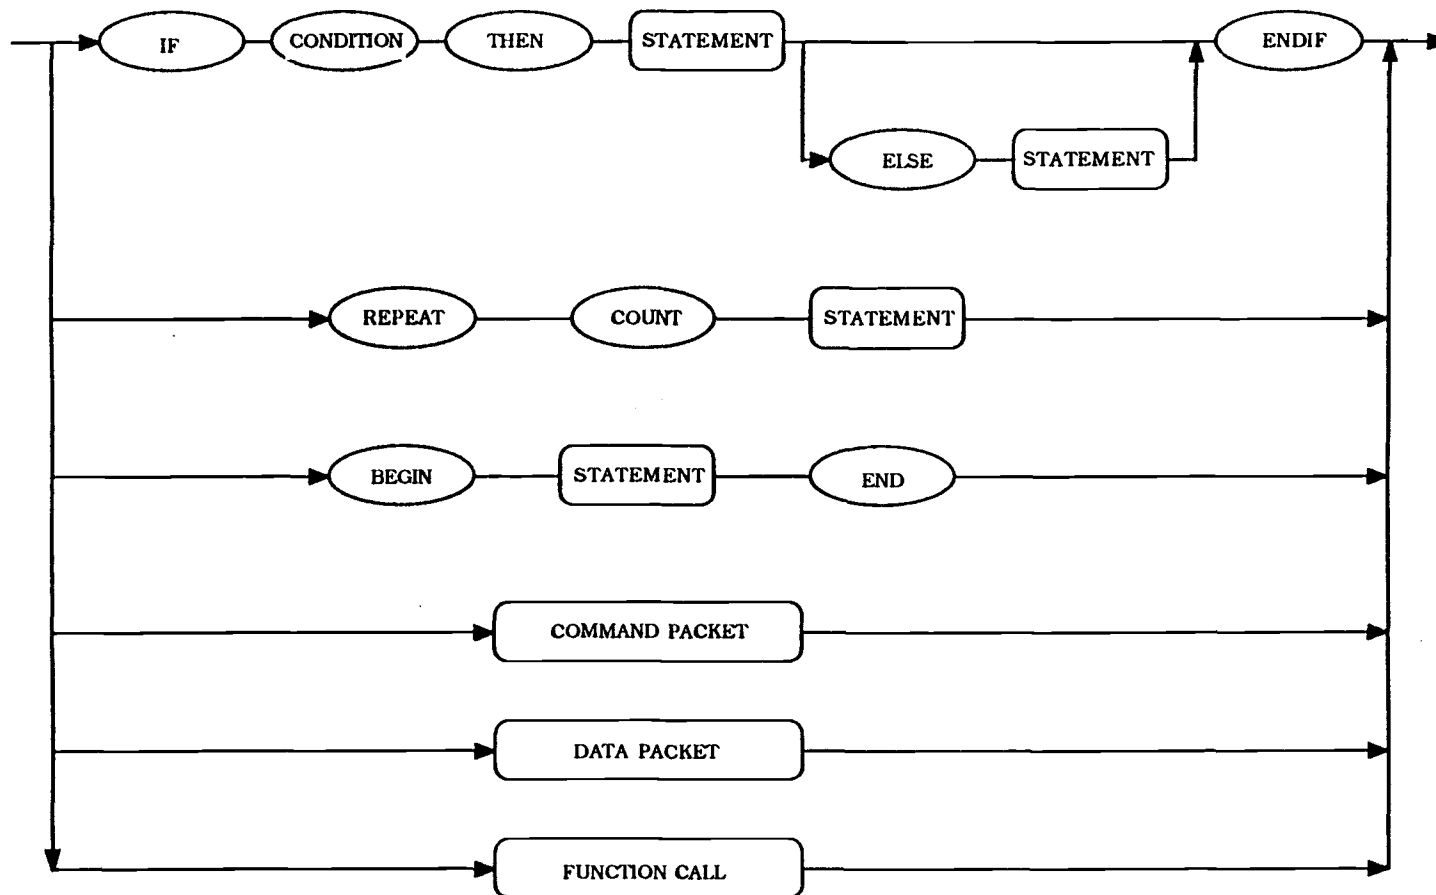 IF CONDITION THEN STATEMENT ENDIF
ELSE STATEMENT
REPEAT COUNT STATEMENT
BEGIN STATEMENT END
COMMAND PACKET
DATA PACKET
FUNCTION CALL